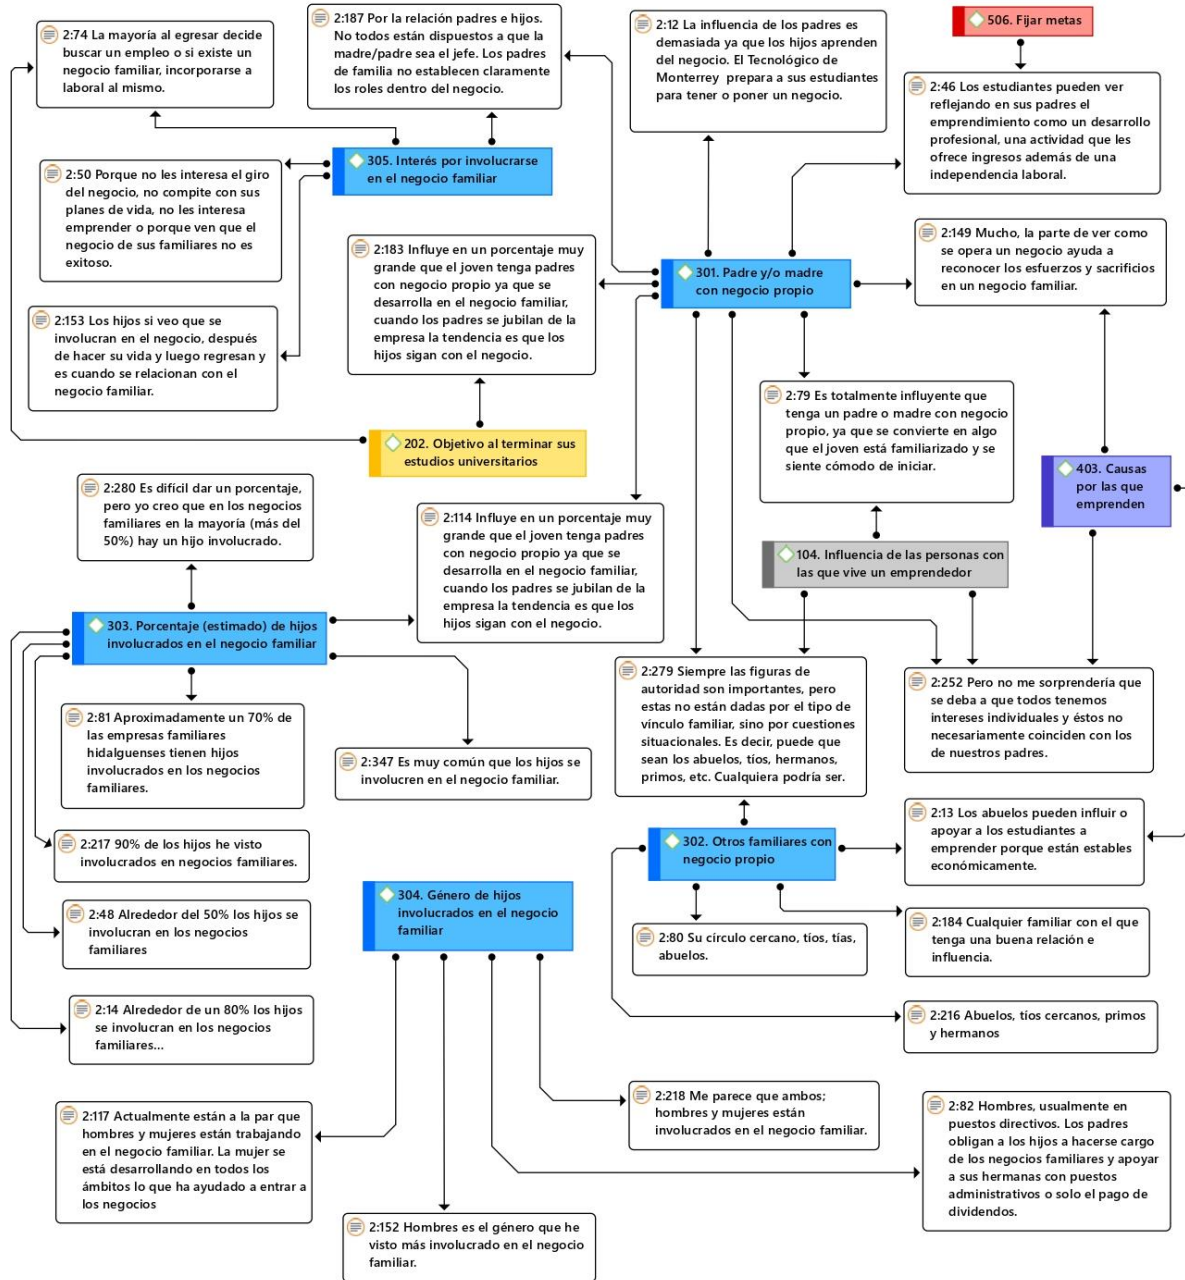 2:74 La mayoría al egresar decide
buscar un empleo o si existe un
negocio familiar, incorporarse a
laboral al mismo.
2:187 Por la relación padres e hijos.
No todos están dispuestos a que la
madre/padre sea el jefe. Los padres
de familia no establecen claramente
los roles dentro del negocio.
2:12 La influencia de los padres es
demasiada ya que los hijos aprenden
del negocio. El Tecnológico de
Monterrey prepara a sus estudiantes
para tener o poner un negocio.
506. Fijar metas
2:46 Los estudiantes pueden ver
reflejando en sus padres el
emprendimiento como un desarrollo
profesional, una actividad que les
ofrece ingresos además de una
independencia laboral.
305. Interés por involucrarse
en el negocio familiar
2:50 Porque no les interesa el giro
del negocio, no compite con sus
planes de vida, no les interesa
emprender o porque ven que el
negocio de sus familiares no es
exitoso.
2:183 Influye en un porcentaje muy
grande que el joven tenga padres
con negocio propio ya que se
desarrolla en el negocio familiar,
cuando los padres se jubilan de la
empresa la tendencia es que los
hijos sigan con el negocio.
301. Padre y/o madre
con negocio propio
2:149 Mucho, la parte de ver como
se opera un negocio ayuda a
reconocer los esfuerzos y sacrificios
en un negocio familiar.
2:153 Los hijos si veo que se
involucran en el negocio, después
de hacer su vida y luego regresan y
es cuando se relacionan con el
negocio familiar.
2:79 Es totalmente influyente que
tenga un padre o madre con negocio
propio, ya que se convierte en algo
que el joven está familiarizado y se
siente cómodo de iniciar.
202. Objetivo al terminar sus
estudios universitarios
403. Causas
por las que
emprenden
2:280 Es difícil dar un porcentaje,
pero yo creo que en los negocios
familiares en la mayoría (más del
50%) hay un hijo involucrado.
2:114 Influye en un porcentaje muy
grande que el joven tenga padres
con negocio propio ya que se
desarrolla en el negocio familiar,
cuando los padres se jubilan de la
empresa la tendencia es que los
hijos sigan con el negocio.
104. Influencia de las personas con
las que vive un emprendedor
303. Porcentaje (estimado) de hijos
involucrados en el negocio familiar
2:279 Siempre las figuras de
autoridad son importantes, pero
estas no están dadas por el tipo de
vínculo familiar, sino por cuestiones
situacionales. Es decir, puede que
sean los abuelos, tíos, hermanos,
primos, etc. Cualquiera podría ser.
2:252 Pero no me sorprendería que
se deba a que todos tenemos
intereses individuales y éstos no
necesariamente coinciden con los
de nuestros padres.
2:81 Aproximadamente un 70% de
las empresas familiares
hidalguenses tienen hijos
involucrados en los negocios
familiares.
2:347 Es muy común que los hijos se
involucren en el negocio familiar.
2:217 90% de los hijos he visto
involucrados en negocios familiares.
302. Otros familiares con
negocio propio
2:13 Los abuelos pueden influir o
apoyar a los estudiantes a
emprender porque están estables
económicamente.
304. Género de hijos
involucrados en el negocio
familiar
2:48 Alrededor del 50% los hijos se
involucran en los negocios
familiares
2:80 Su círculo cercano, tíos, tías,
abuelos.
2:184 Cualquier familiar con el que
tenga una buena relación e
influencia.
2:14 Alrededor de un 80% los hijos
se involucran en los negocios
familiares...
2:216 Abuelos, tíos cercanos, primos
y hermanos
2:117 Actualmente están a la par que
hombres y mujeres están trabajando
en el negocio familiar. La mujer se
está desarrollando en todos los
ámbitos lo que ha ayudado a entrar a
los negocios
2:218 Me parece que ambos;
hombres y mujeres están
involucrados en el negocio familiar.
2:82 Hombres, usualmente en
puestos directivos. Los padres
obligan a los hijos a hacerse cargo
de los negocios familiares y apoyar
a sus hermanas con puestos
administrativos o solo el pago de
dividendos.
2:152 Hombres es el género que he
visto más involucrado en el negocio
familiar.